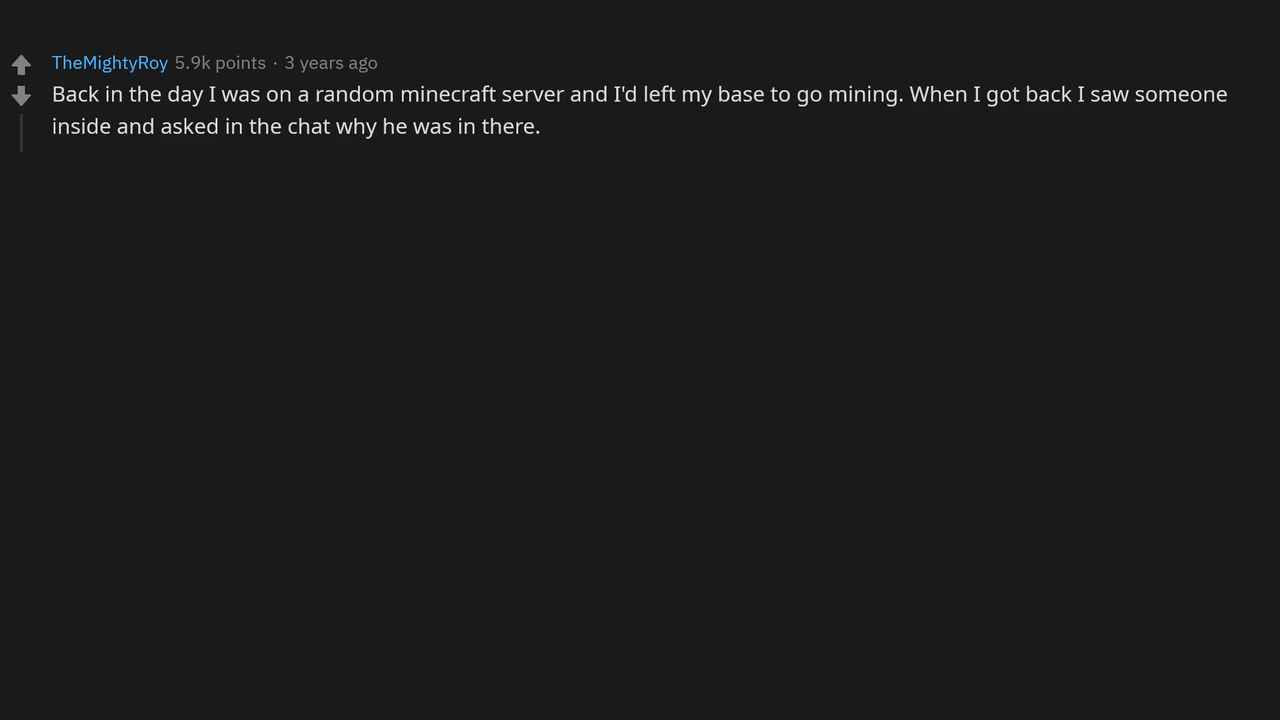 TheMightyRoy 5.9k points · 3 years ago
Back in the day I was on a random minecraft server and I'd left my base to go mining. When I got back I saw someone
inside and asked in the chat why he was in there.